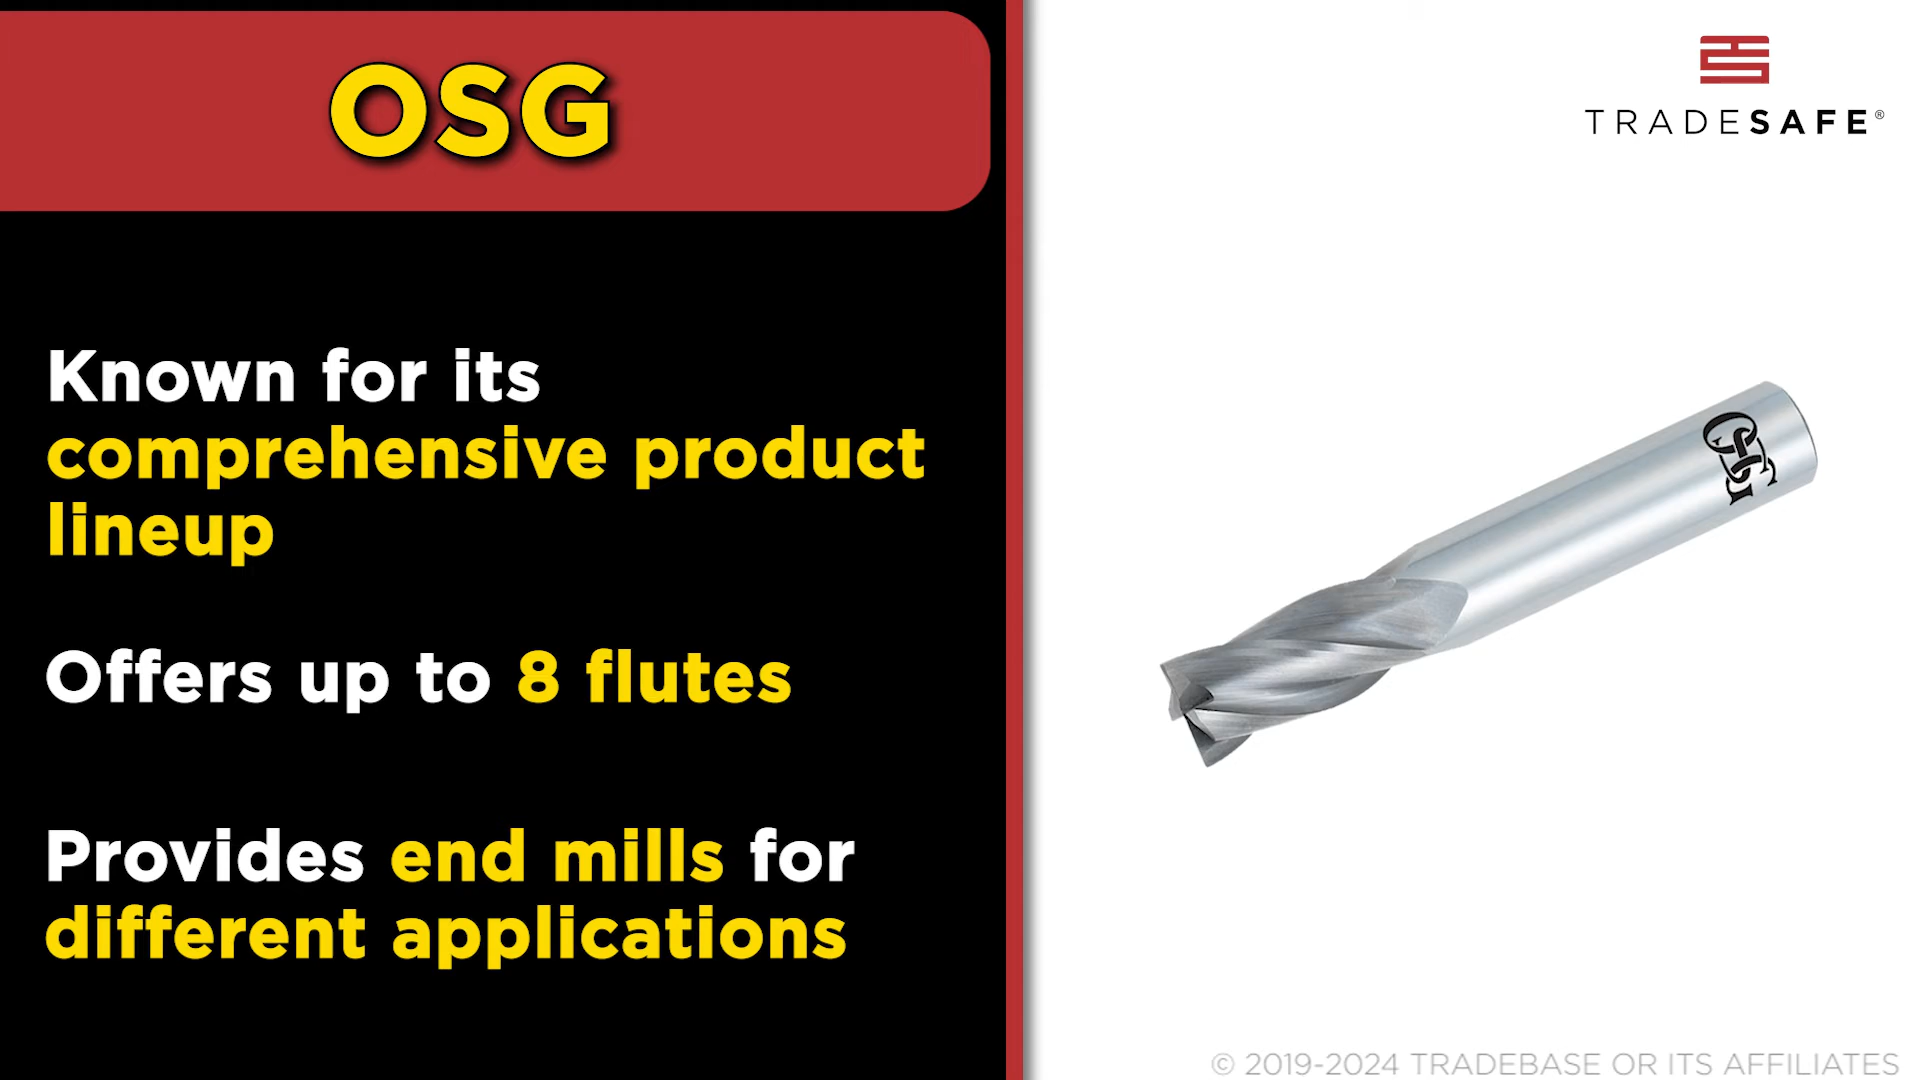 OSG
Known for its
comprehensive product
lineup
Offers up to 8 flutes
Provides end mills for
different applications
TRADESAFE®
OSG
© 2019-2024 TRADEBASE OR ITS AFFILIATES